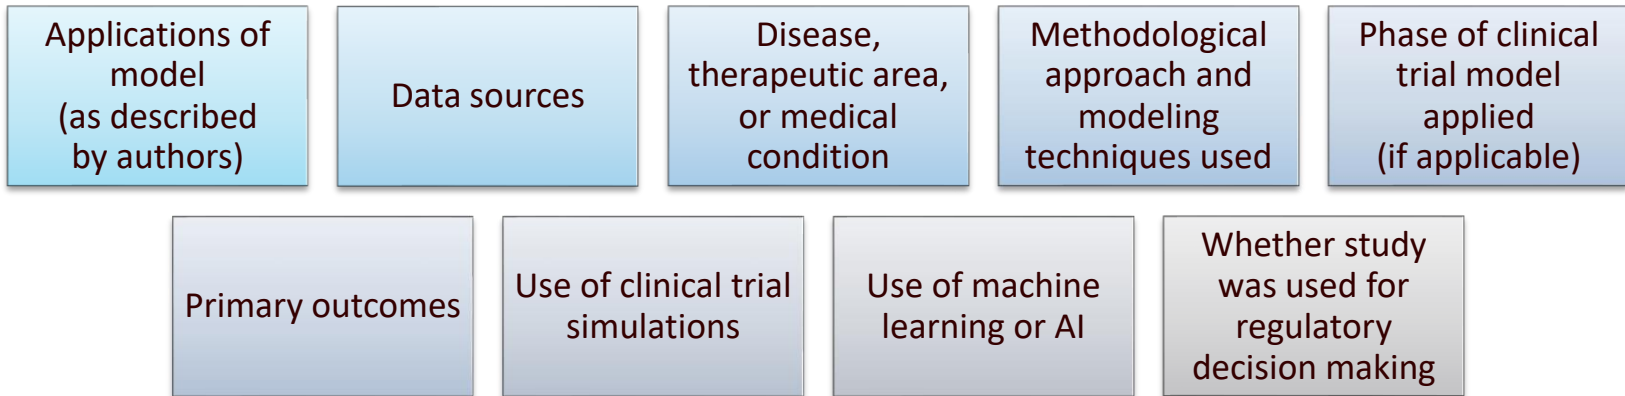 Applications of
model
(as described
by authors)
Data sources
Disease,
therapeutic area,
or medical
condition
Methodological
approach and
modeling
techniques used
Phase of clinical
trial model
applied
(if applicable)
Primary outcomes
Use of clinical trial
simulations
Use of machine
learning or AI
Whether study
was used for
regulatory
decision making